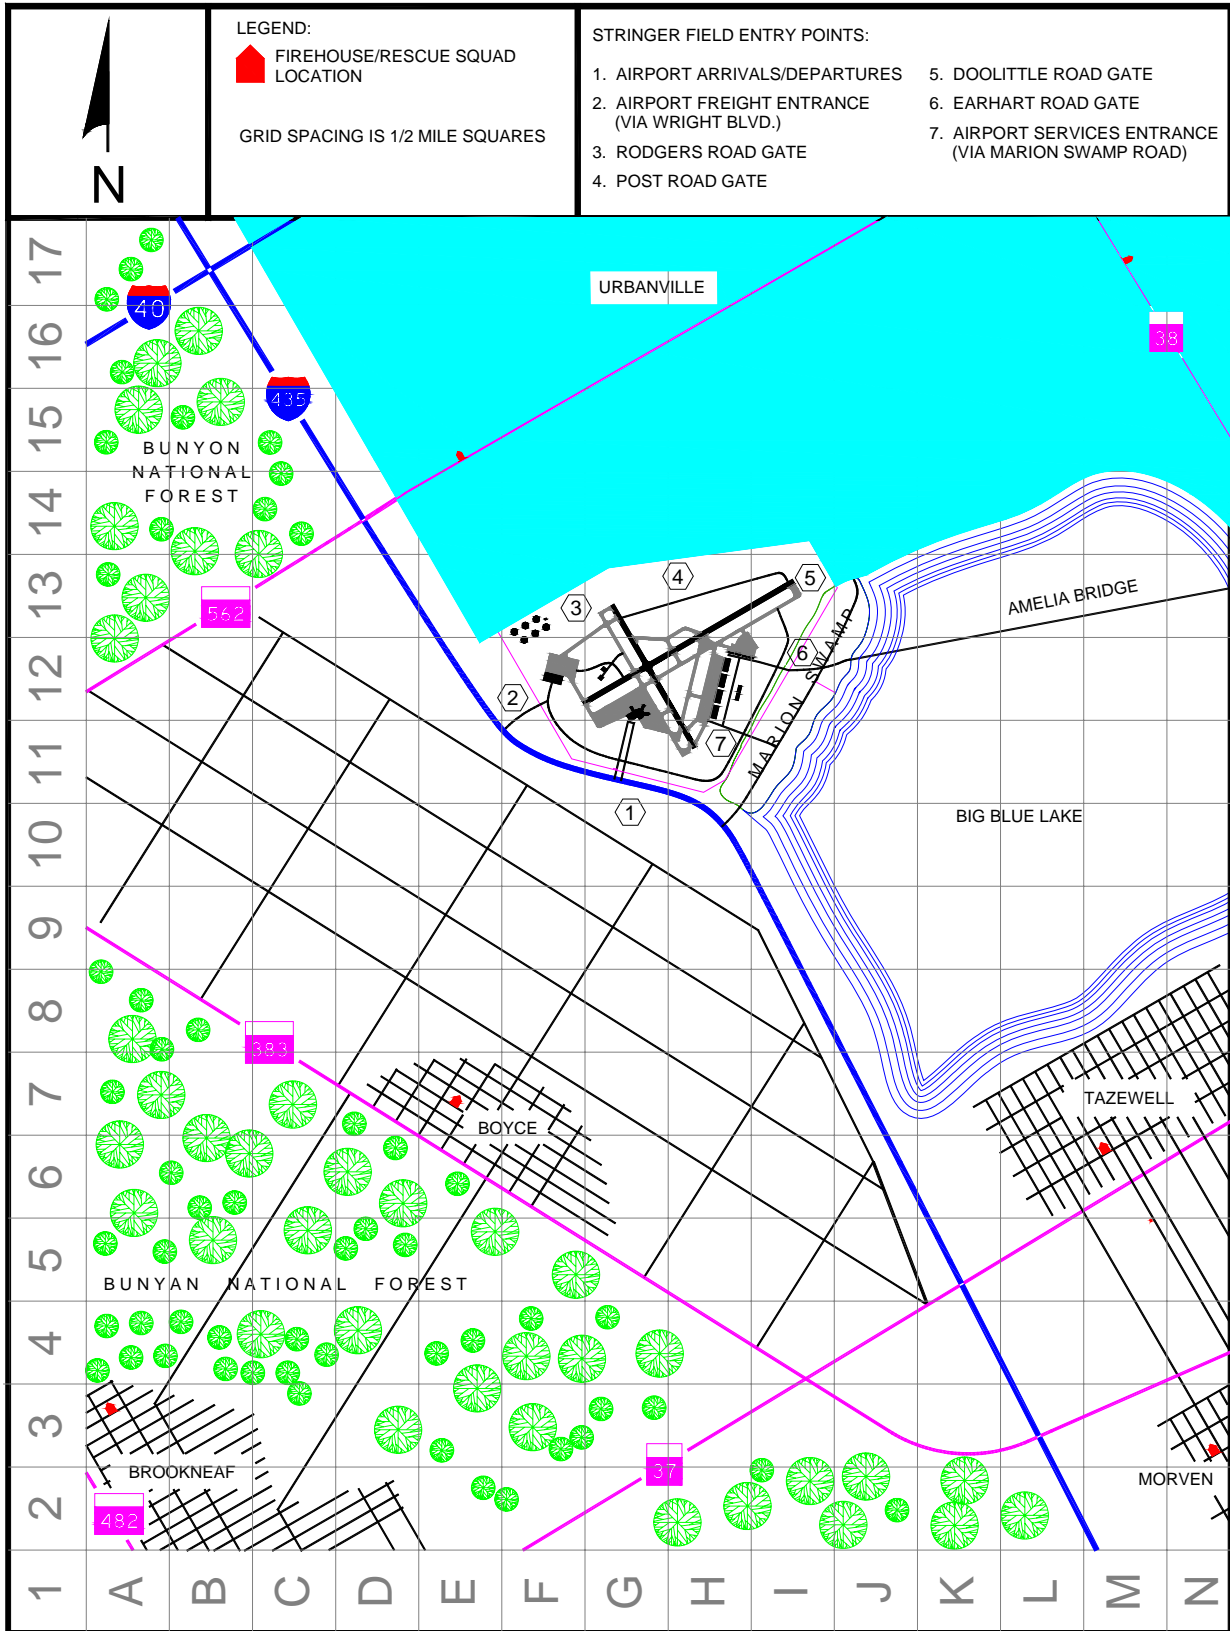 LEGEND:
FIREHOUSE/RESCUE SQUAD
LOCATION
GRID SPACING IS 1/2 MILE SQUARES
N
STRINGER FIELD ENTRY POINTS:
1. AIRPORT ARRIVALS/DEPARTURES
2. AIRPORT FREIGHT ENTRANCE
(VIA WRIGHT BLVD.)
3. RODGERS ROAD GATE
4. POST ROAD GATE
5. DOOLITTLE ROAD GATE
6. EARHART ROAD GATE
7. AIRPORT SERVICES ENTRANCE
(VIA MARION SWAMP ROAD)
17
URBANVILLE
40
16
38
435
15
BUNYON
NATIONAL
FOREST
14
13
562
3
4
5
AMELIA BRIDGE
12
2
6
MARION SWAMP
11
7
1
10
BIG BLUE LAKE
9
8
383
7
BOYCE
TAZEWELL
6
5
BUNYAN NATIONAL FOREST
4
3
BROOKNEAF
37
MORVEN
2
482
1
A
B
C
D
E
F
G
H
I
J
K
L
M
N